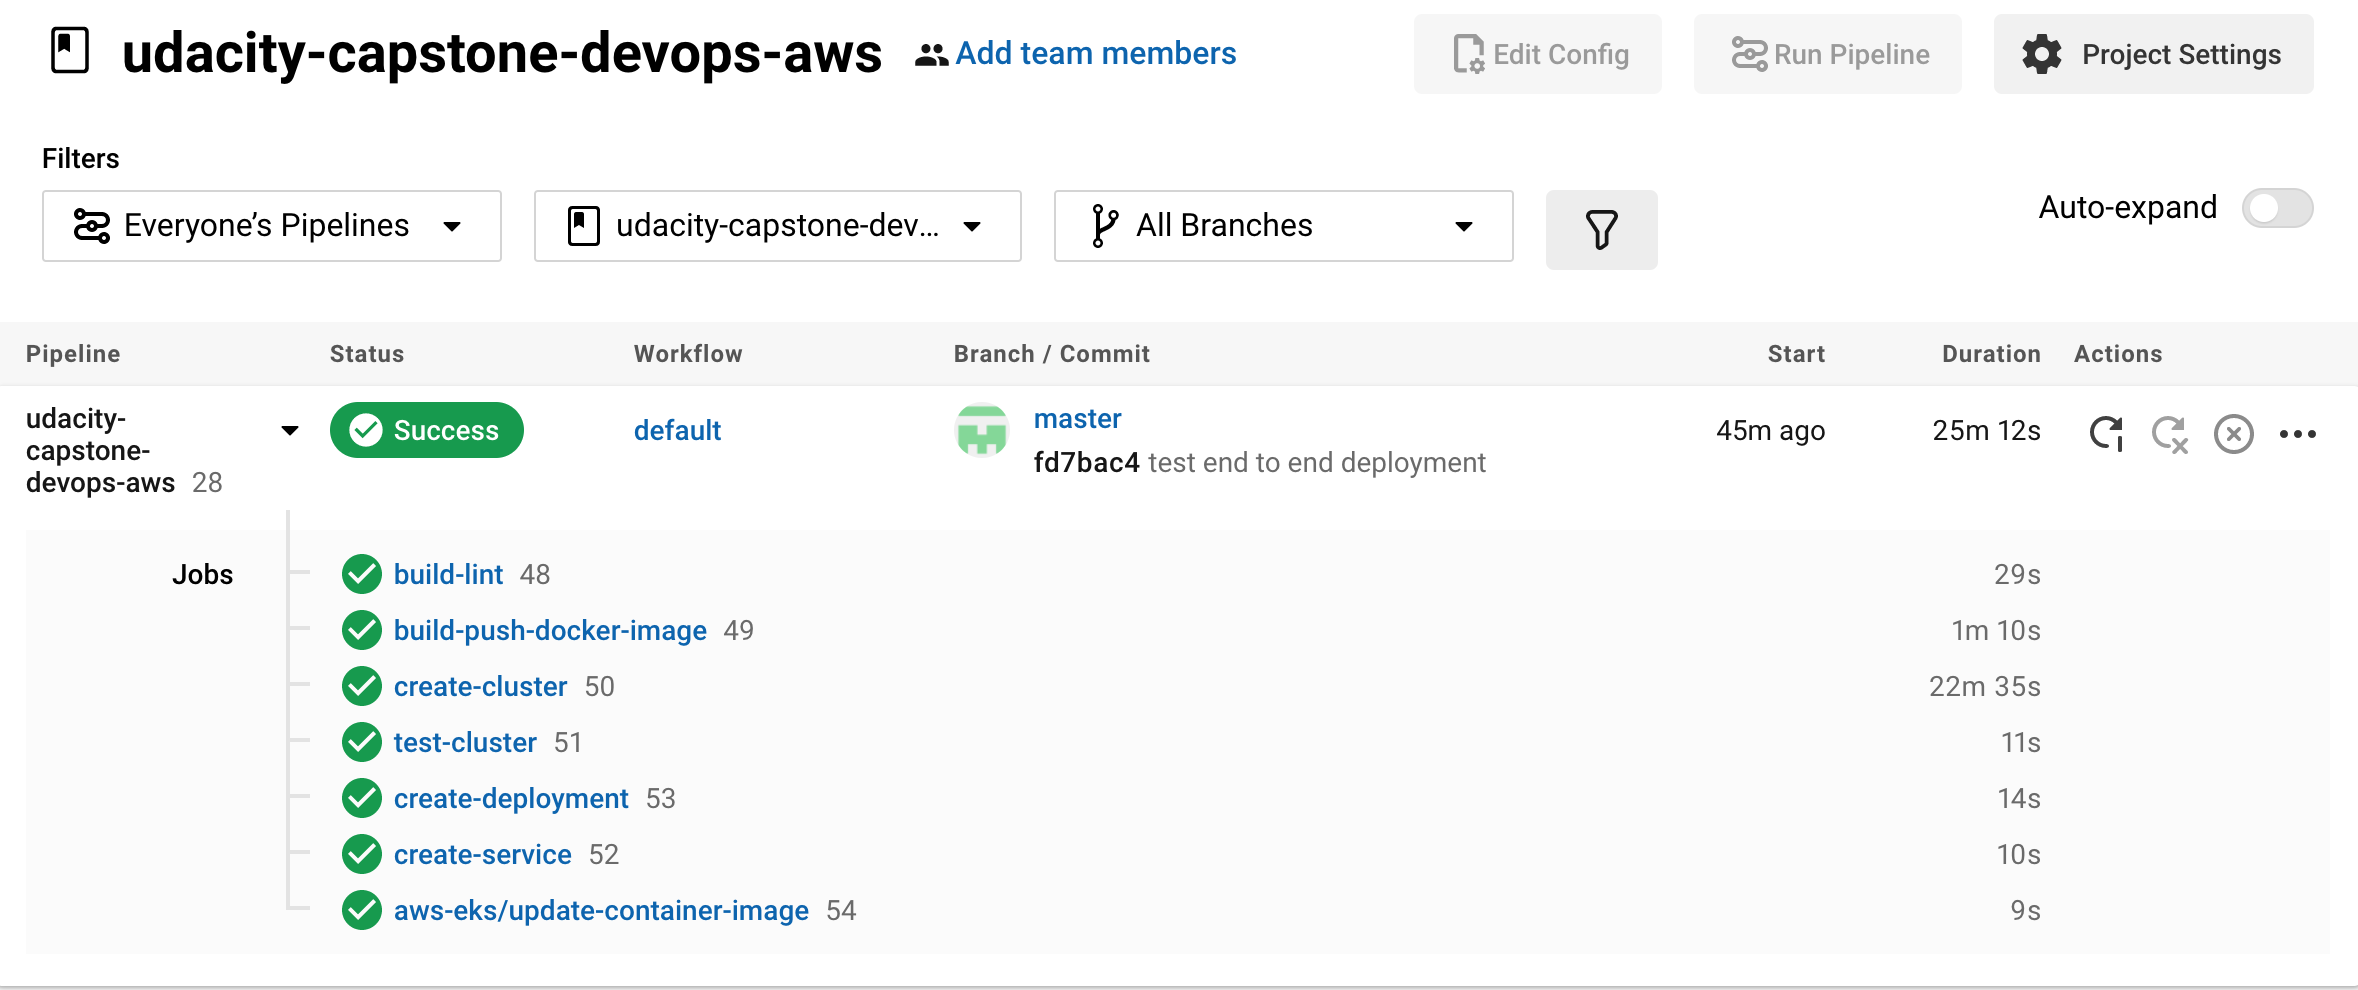 udacity-capstone-devops-aws Add team members Edit Config Run Pipeline Project Settings
Filters
Everyone’s Pipelines udacity-capstone-dev... All Branches Auto-expand
Pipeline Status Workflow Branch / Commit Start Duration Actions
udacity-capstone-devops-aws 28 Success default master 45m ago 25m 12s
fd7bac4 test end to end deployment
Jobs build-lint 48 29s
build-push-docker-image 49 1m 10s
create-cluster 50 22m 35s
test-cluster 51 11s
create-deployment 53 14s
create-service 52 10s
aws-eks/update-container-image 54 9s